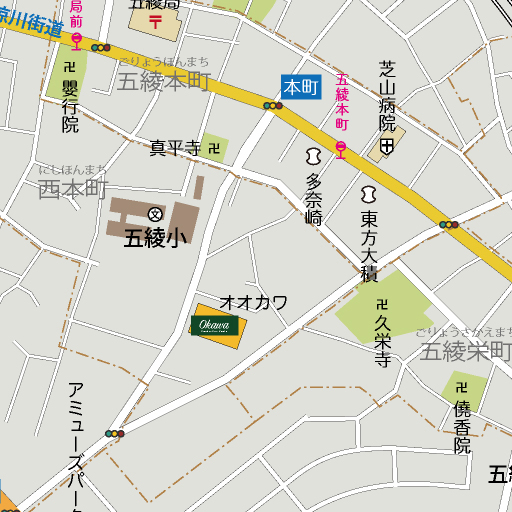 五綾局
京川街道
局前
ごりょうほんまち
五綾本町
本町
五綾本町
芝山病院
嬰行院
真平寺
にしほんまち
西本町
多奈崎
東方大積
五綾小
オオカワ
Okawa
久栄寺
ごりょうさかえまち
五綾栄町
僥香院
アミューズパーク
五綾